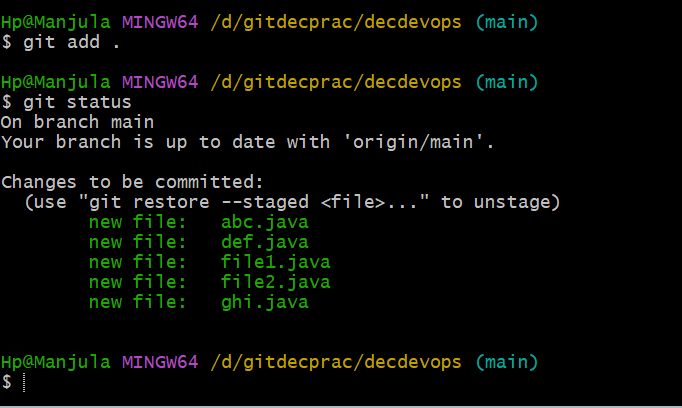 Hp@Manjula MINGW64 /d/gitdecprac/decdevops (main)
$ git add .
Hp@Manjula MINGW64 /d/gitdecprac/decdevops (main)
$ git status
On branch main
Your branch is up to date with 'origin/main'.
Changes to be committed:
  (use "git restore --staged <file>..." to unstage)
        new file:   abc.java
        new file:   def.java
        new file:   file1.java
        new file:   file2.java
        new file:   ghi.java
Hp@Manjula MINGW64 /d/gitdecprac/decdevops (main)
$